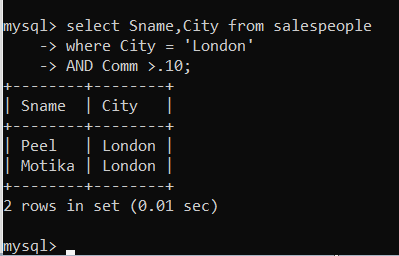 mysql> select Sname,City from salespeople
    -> where City = 'London'
    -> AND Comm >.10;
+--------+--------+
| Sname  | City   |
+--------+--------+
| Peel   | London |
| Motika | London |
+--------+--------+
2 rows in set (0.01 sec)
mysql>